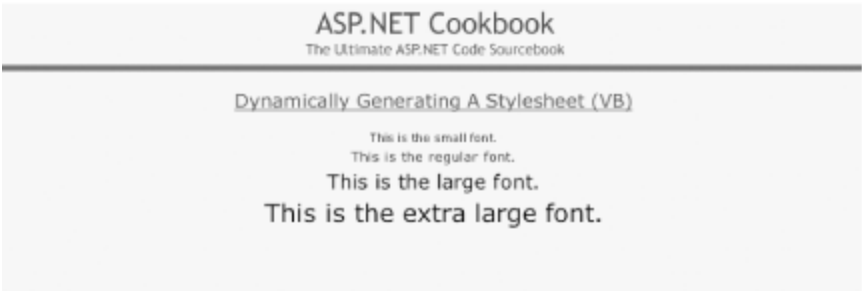 ASP.NET Cookbook
The Ultimate ASP.NET Code Sourcebook
Dynamically Generating A Stylesheet (VB)
This is the small font.
This is the regular font.
This is the large font.
This is the extra large font.